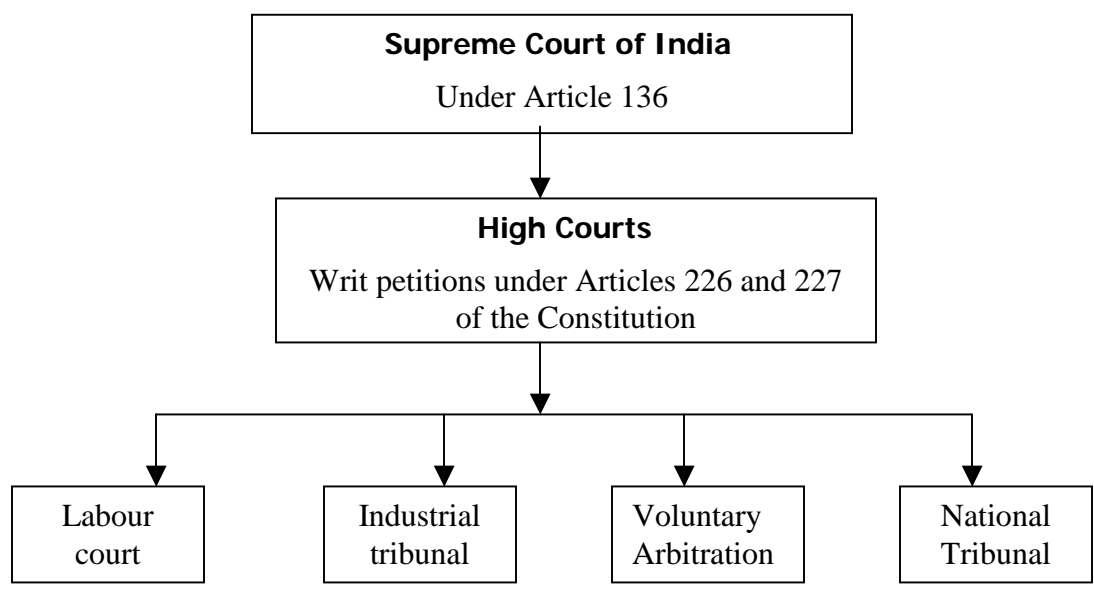 Supreme Court of India
Under Article 136
High Courts
Writ petitions under Articles 226 and 227
of the Constitution
Labour
court
Industrial
tribunal
Voluntary
Arbitration
National
Tribunal